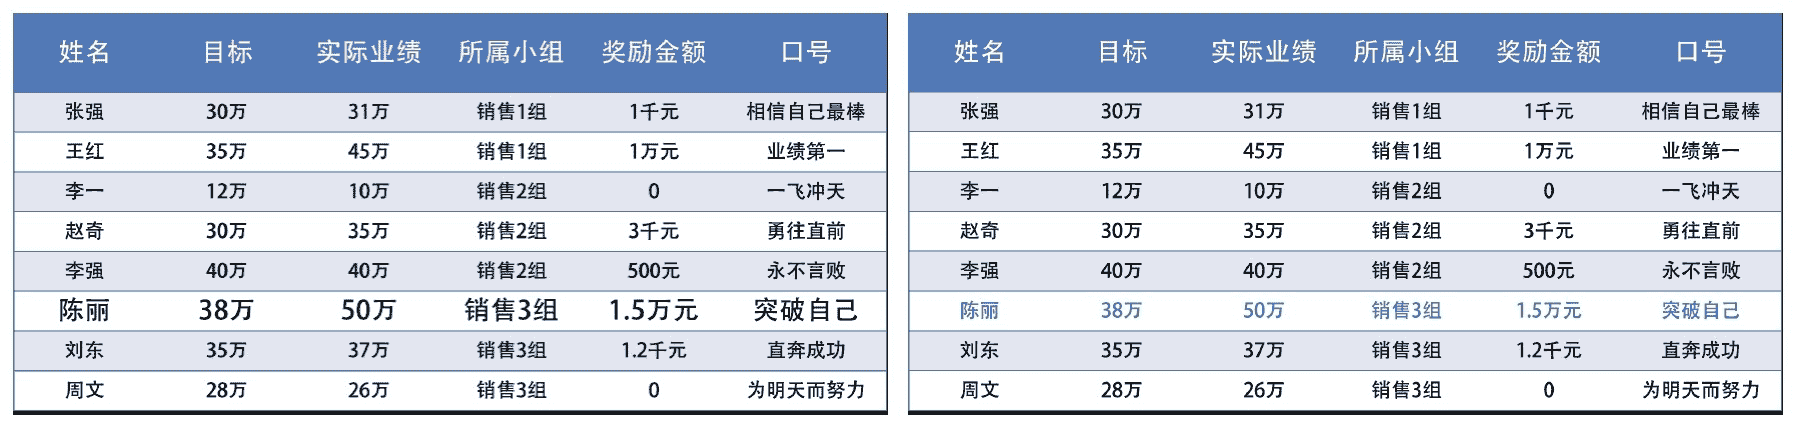 姓名 目标 实际业绩 所属小组 奖励金额 口号
张强 30万 31万 销售1组 1千元 相信自己最棒
王红 35万 45万 销售1组 1万元 业绩第一
李一 12万 10万 销售2组 0 一飞冲天
赵奇 30万 35万 销售2组 3千元 勇往直前
李强 40万 40万 销售2组 500元 永不言败
陈丽 38万 50万 销售3组 1.5万元 突破自己
刘东 35万 37万 销售3组 1.2千元 直奔成功
周文 28万 26万 销售3组 0 为明天而努力
姓名 目标 实际业绩 所属小组 奖励金额 口号
张强 30万 31万 销售1组 1千元 相信自己最棒
王红 35万 45万 销售1组 1万元 业绩第一
李一 12万 10万 销售2组 0 一飞冲天
赵奇 30万 35万 销售2组 3千元 勇往直前
李强 40万 40万 销售2组 500元 永不言败
陈丽 38万 50万 销售3组 1.5万元 突破自己
刘东 35万 37万 销售3组 1.2千元 直奔成功
周文 28万 26万 销售3组 0 为明天而努力